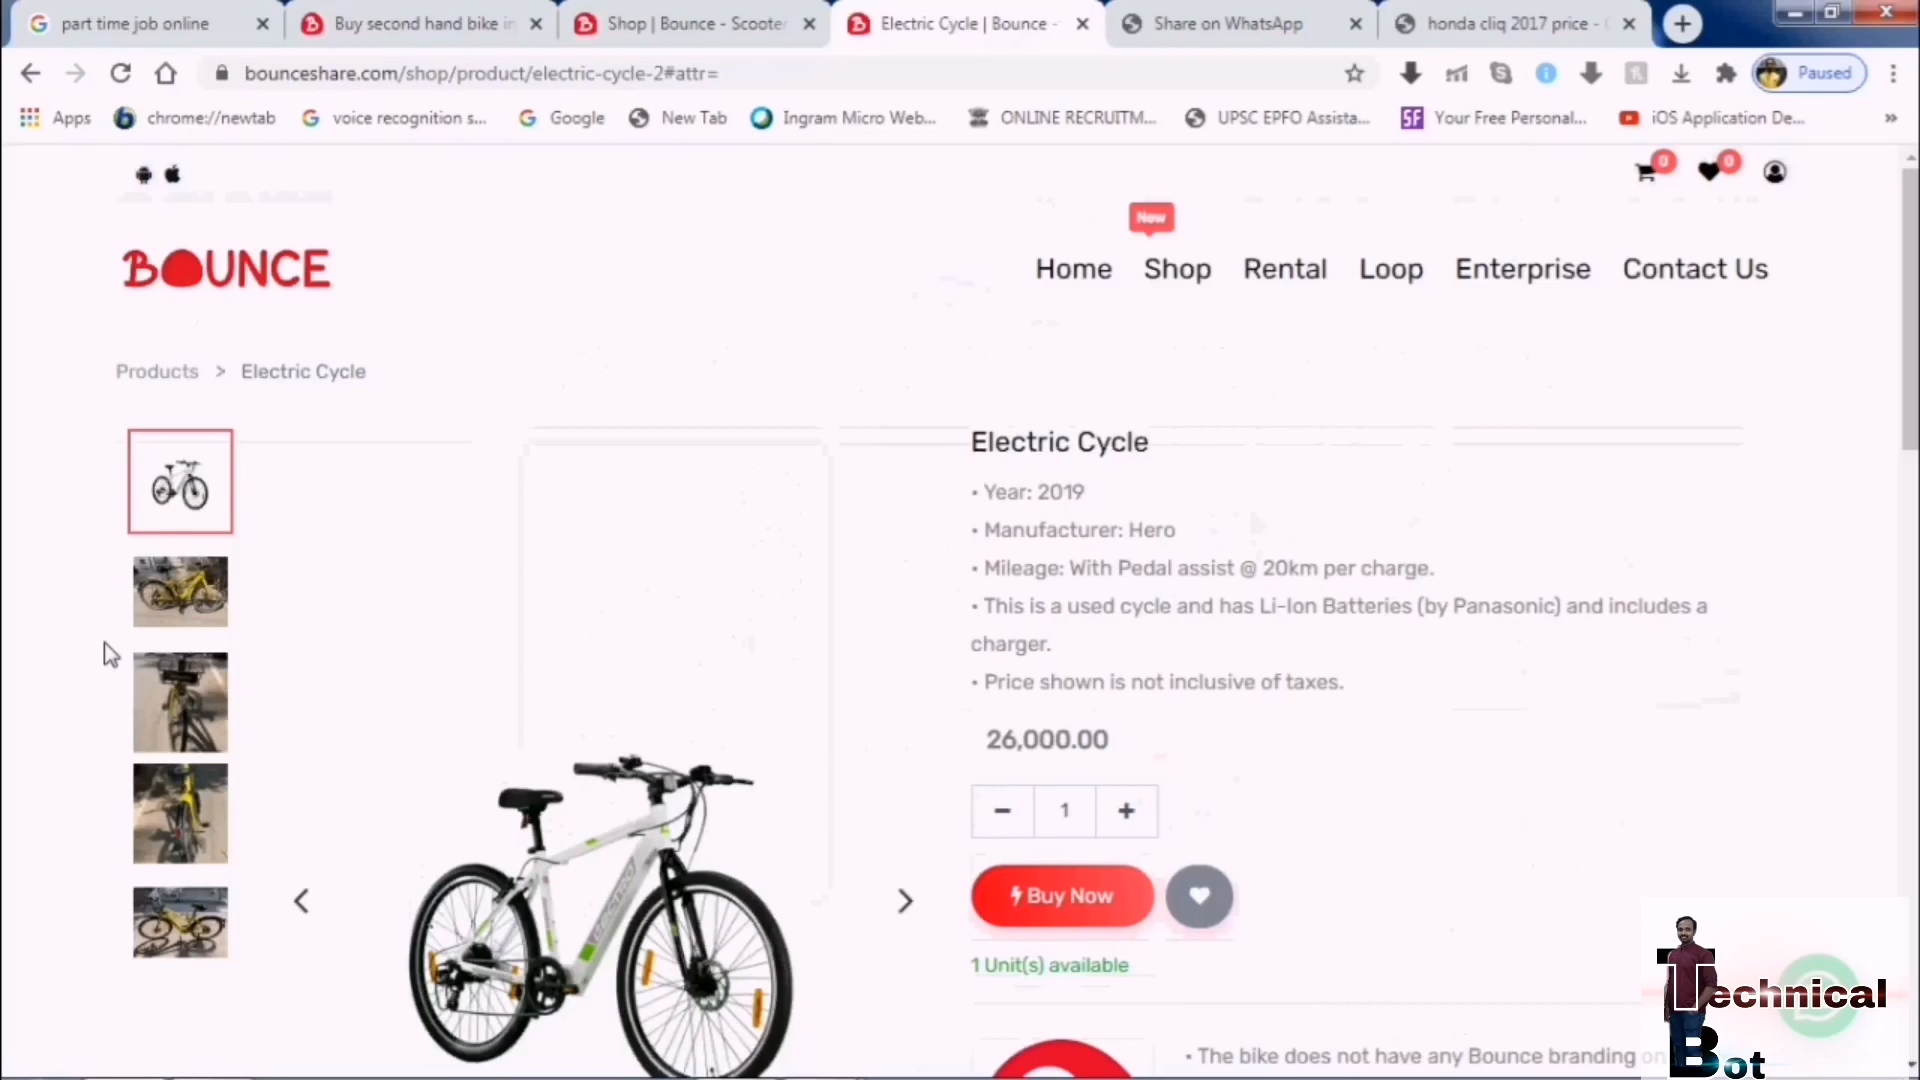 part time job online
Buy second hand bike in
Shop | Bounce - Scooter
Electric Cycle | Bounce -
Share on WhatsApp
honda cliq 2017 price -
bounceshare.com/shop/product/electric-cycle-2#attr=
Paused
Apps
chrome://newtab
voice recognition s...
Google
New Tab
Ingram Micro Web...
ONLINE RECRUITM...
UPSC EPFO Assista...
SF Your Free Personal...
iOS Application De...
»
0
0
New
BOUNCE
Home
Shop
Rental
Loop
Enterprise
Contact Us
Products > Electric Cycle
Electric Cycle
• Year: 2019
• Manufacturer: Hero
• Mileage: With Pedal assist @ 20km per charge.
• This is a used cycle and has Li-Ion Batteries (by Panasonic) and includes a
charger.
• Price shown is not inclusive of taxes.
26,000.00
− 1 +
Buy Now
1 Unit(s) available
• The bike does not have any Bounce branding on
Technical
Bot